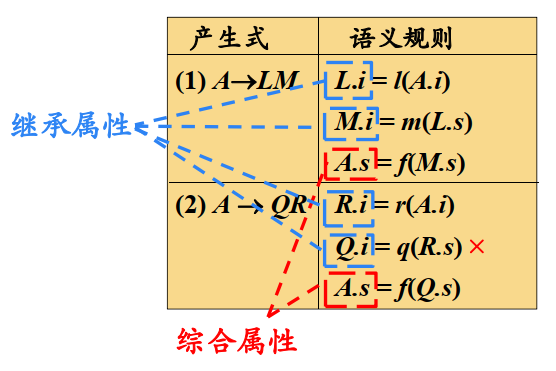 产生式 语义规则
(1) A→LM L.i = l(A.i)
继承属性 M.i = m(L.s)
A.s = f(M.s)
(2) A → QR R.i = r(A.i)
Q.i = q(R.s) ×
A.s = f(Q.s)
综合属性